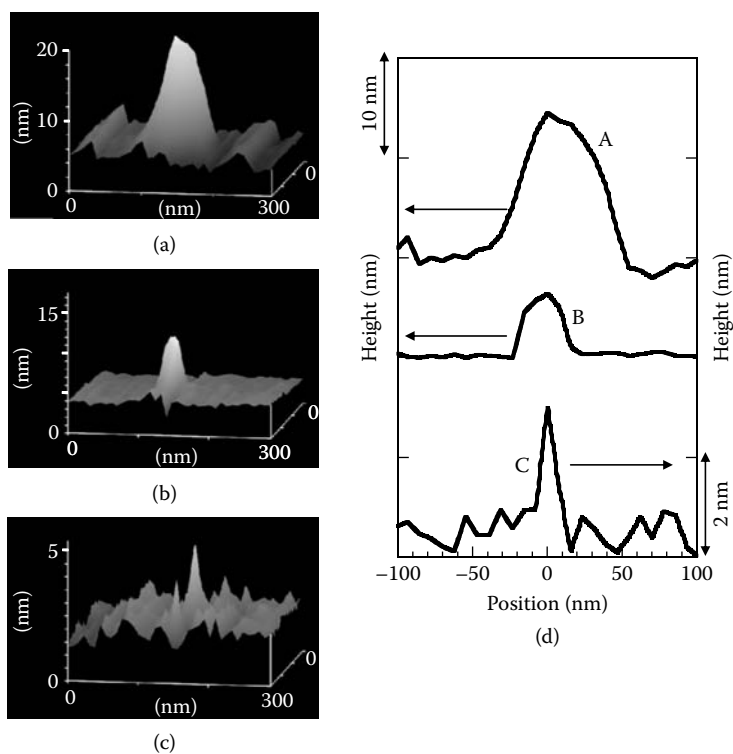 20
10
0
(nm)
0
(nm)
300
0
(a)
15
0
(nm)
0
(nm)
300
0
(b)
5
0
(nm)
0
(nm)
300
0
(c)
10 nm
A
Height (nm)
Height (nm)
B
C
2 nm
−100
−50
0
50
100
Position (nm)
(d)